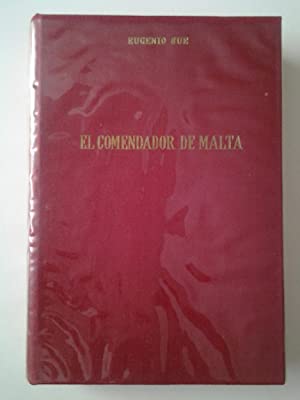 EUGENIO SUE
EL COMENDADOR DE MALTA